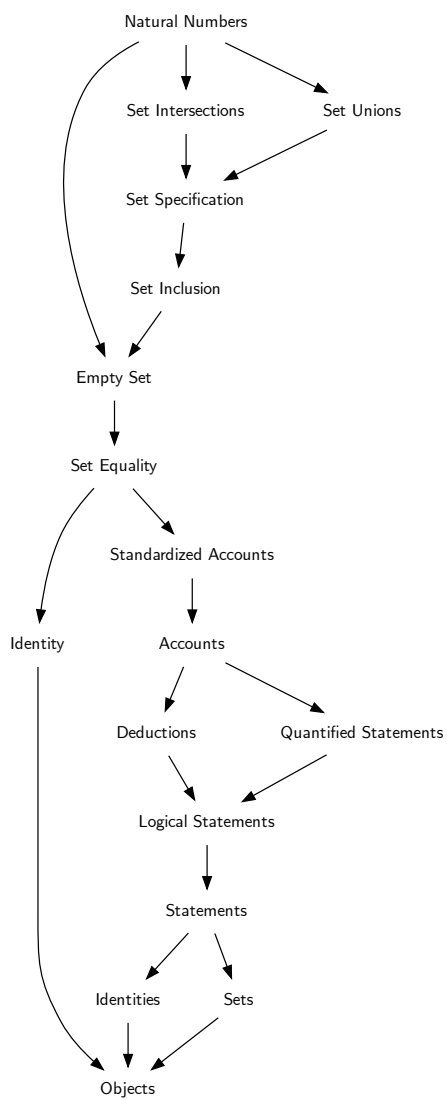 Natural Numbers
Set Intersections
Set Unions
Set Specification
Set Inclusion
Empty Set
Set Equality
Standardized Accounts
Identity
Accounts
Deductions
Quantified Statements
Logical Statements
Statements
Identities
Sets
Objects